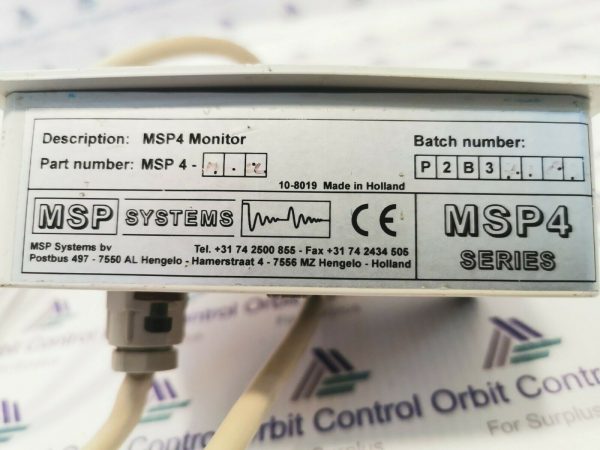 Description: MSP4 Monitor
Part number: MSP 4 -
Batch number:
P 2 B 3
10-8019 Made in Holland
MSP SYSTEMS
CE
MSP4
SERIES
MSP Systems bv
Tel. +31 74 2500 855 - Fax +31 74 2434 505
Postbus 497 - 7550 AL Hengelo - Hamerstraat 4 - 7556 MZ Hengelo - Holland
Control Orbit Control Orbit Control
For Surplus